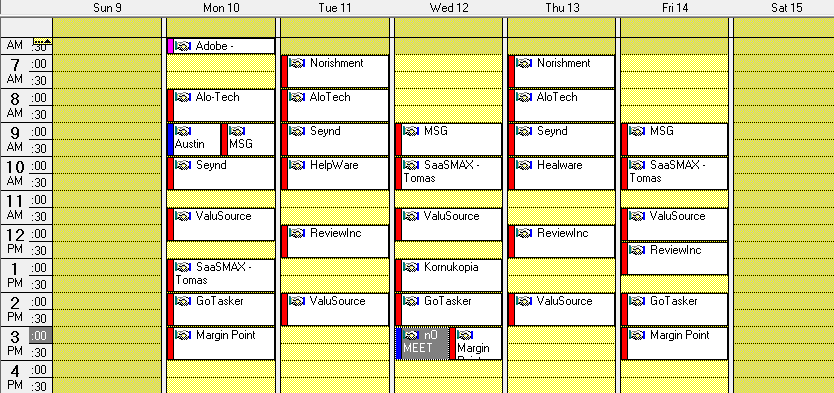 Sun 9 Mon 10 Tue 11 Wed 12 Thu 13 Fri 14 Sat 15
AM :30 Adobe -
7 :00 Norishment Norishment
AM :30
8 :00 Alo-Tech AloTech AloTech
AM :30
9 :00 Seynd MSG Seynd MSG
AM :30 Austin MSG
10 :00 Seynd HelpWare SaaSMAX - Healware SaaSMAX -
AM :30 Tomas Tomas
11 :00
AM :30 ValuSource ValuSource ValuSource
12 :00 ReviewInc ReviewInc
PM :30 ReviewInc
1 :00 SaaSMAX - Kornukopia
PM :30 Tomas
2 :00 GoTasker ValuSource GoTasker ValuSource GoTasker
PM :30
3 :00 Margin Point nO Margin Point
PM :30 MEET Margin
4 :00
PM :30